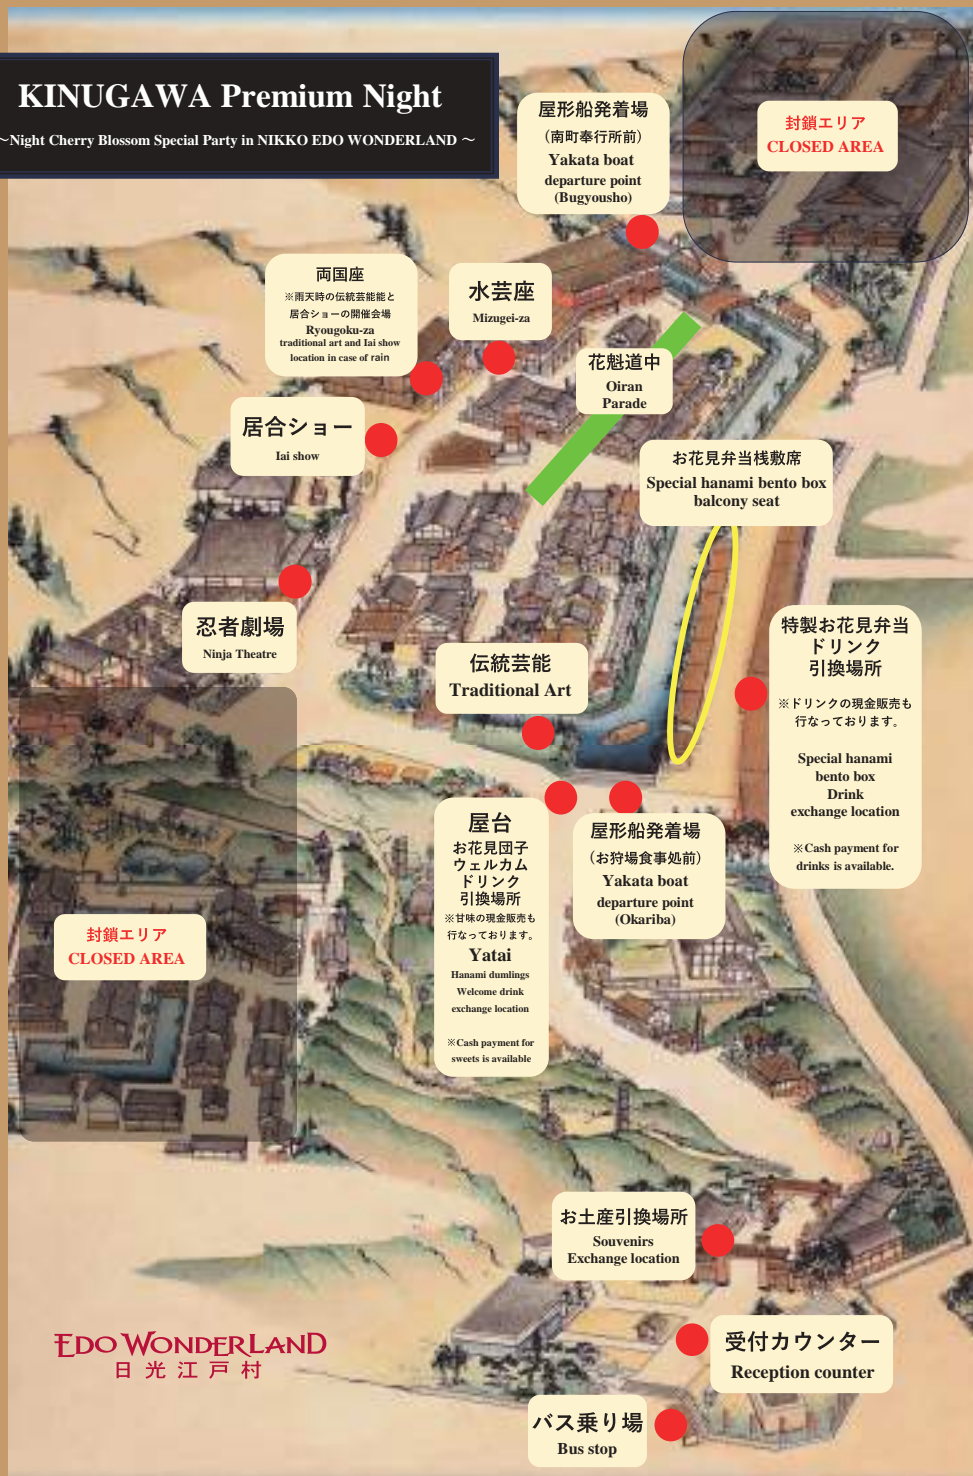 KINUGAWA Premium Night
～Night Cherry Blossom Special Party in NIKKO EDO WONDERLAND ～
屋形船発着場
（南町奉行所前）
Yakata boat
departure point
(Bugyousho)
封鎖エリア
CLOSED AREA
両国座
※雨天時の伝統芸能能と
居合ショーの開催会場
Ryougoku-za
traditional art and Iai show
location in case of rain
水芸座
Mizugei-za
花魁道中
Oiran
Parade
居合ショー
Iai show
お花見弁当桟敷席
Special hanami bento box
balcony seat
忍者劇場
Ninja Theatre
伝統芸能
Traditional Art
特製お花見弁当
ドリンク
引換場所
※ドリンクの現金販売も
行なっております。
Special hanami
bento box
Drink
exchange location
※Cash payment for
drinks is available.
屋台
お花見団子
ウェルカム
ドリンク
引換場所
※甘味の現金販売も
行なっております。
Yatai
Hanami dumlings
Welcome drink
exchange location
※Cash payment for
sweets is available
屋形船発着場
（お狩場食事処前）
Yakata boat
departure point
(Okariba)
封鎖エリア
CLOSED AREA
お土産引換場所
Souvenirs
Exchange location
EDO WONDERLAND
日光江戸村
受付カウンター
Reception counter
バス乗り場
Bus stop